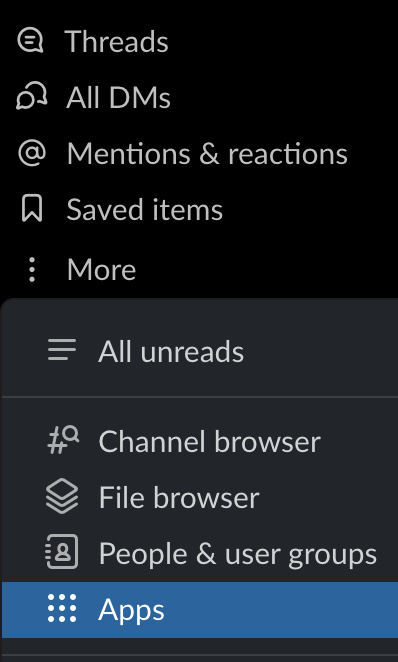 Threads
All DMs
Mentions & reactions
Saved items
More
All unreads
Channel browser
File browser
People & user groups
Apps